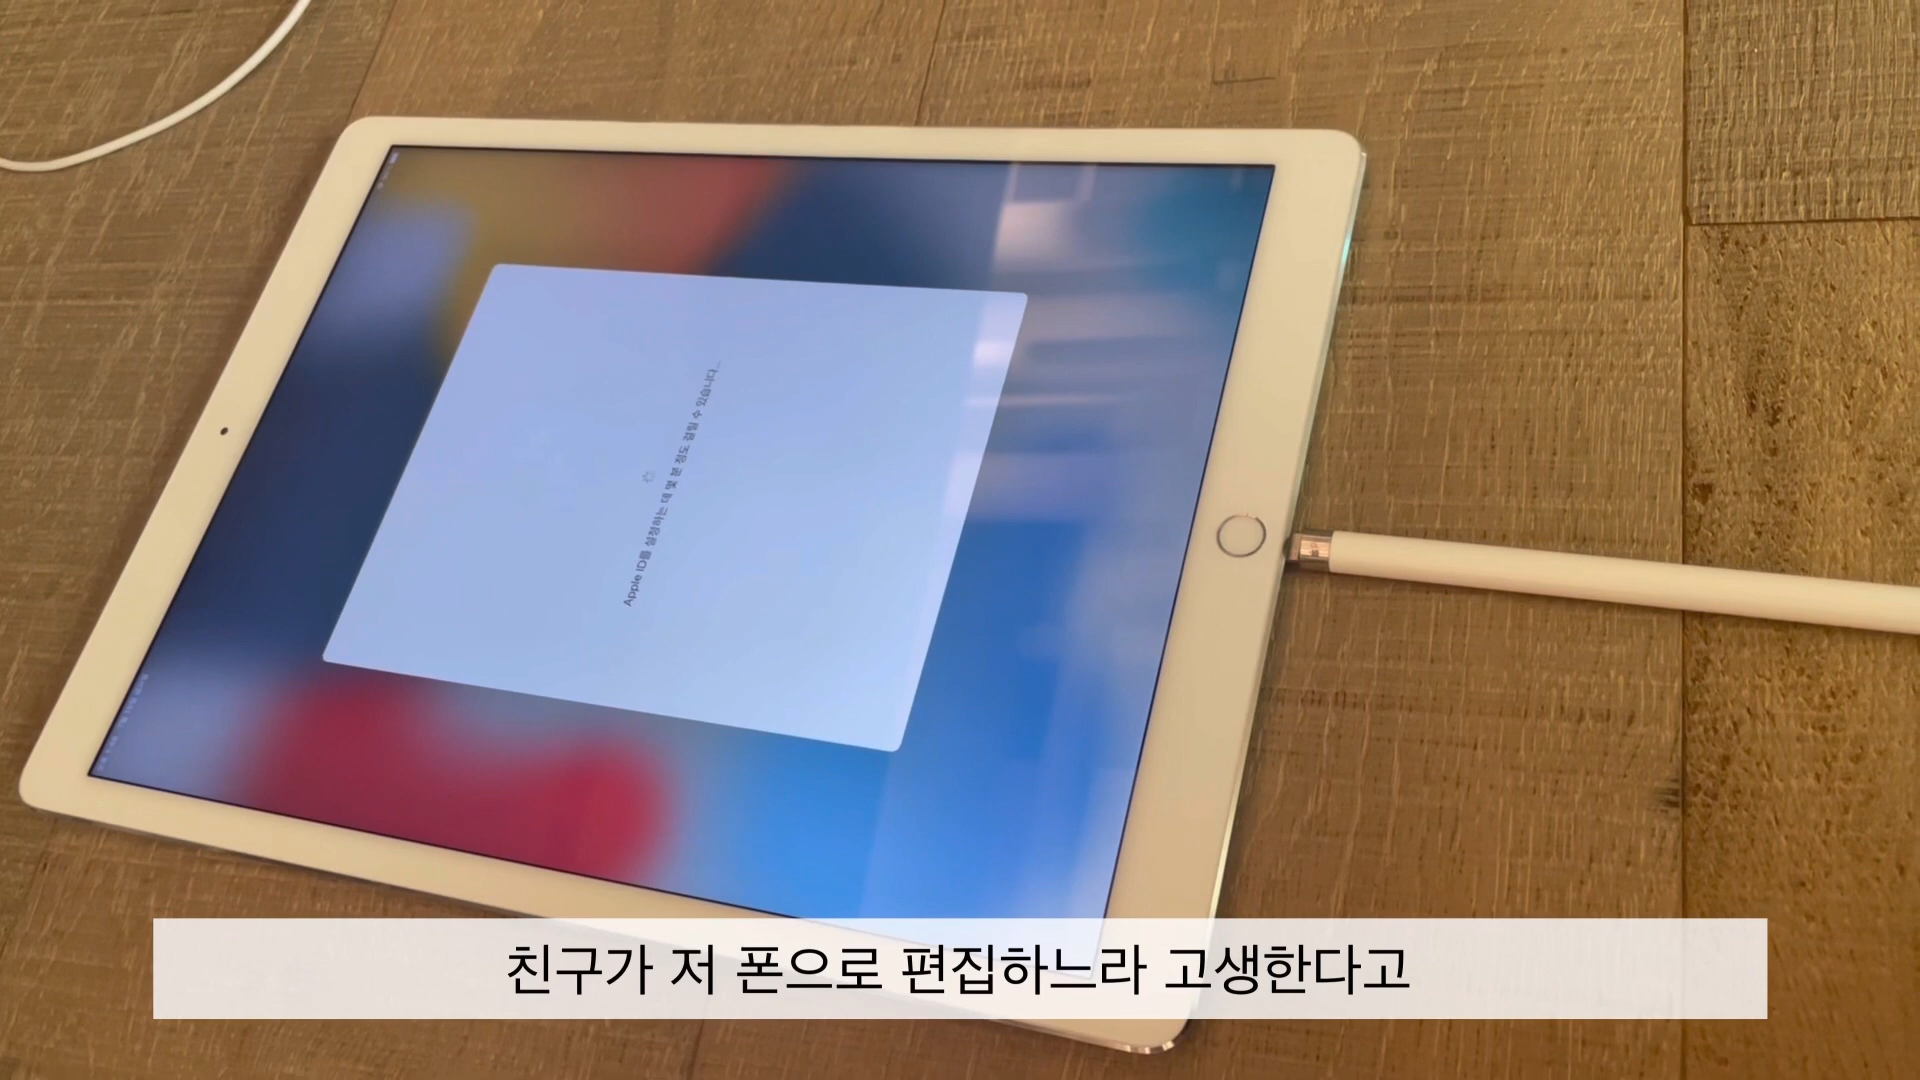 Apple ID를 설정하는 데 몇 분 정도 걸릴 수 있습니다...
친구가 저 폰으로 편집하느라 고생한다고